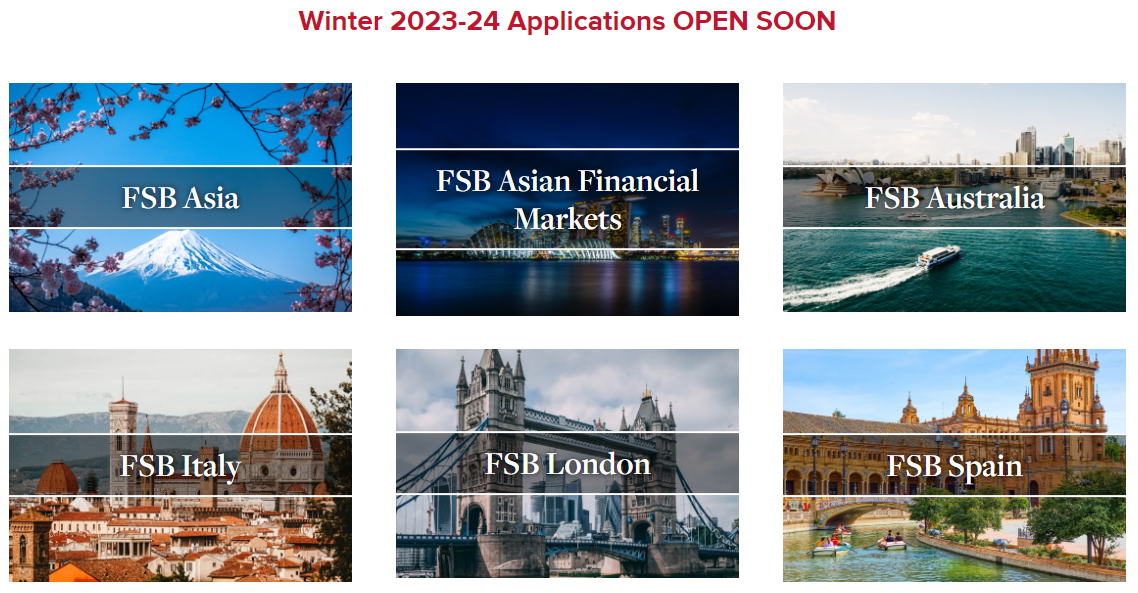 Winter 2023-24 Applications OPEN SOON
FSB Asia
FSB Asian Financial
Markets
FSB Australia
FSB Italy
FSB London
FSB Spain